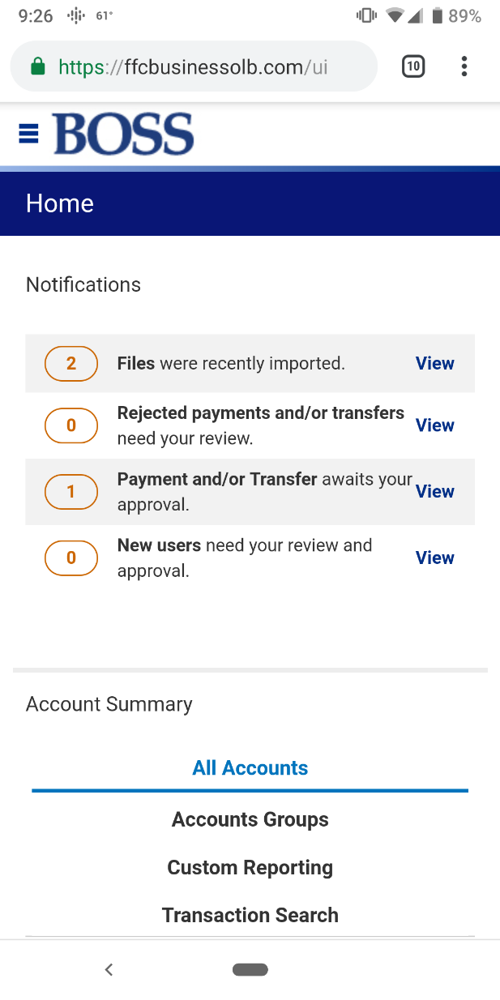 9:26 61° 89%
https://ffcbusinessolb.com/ui 10
BOSS
Home
Notifications
2 Files were recently imported. View
0 Rejected payments and/or transfers
need your review. View
1 Payment and/or Transfer awaits your
approval. View
0 New users need your review and
approval. View
Account Summary
All Accounts
Accounts Groups
Custom Reporting
Transaction Search